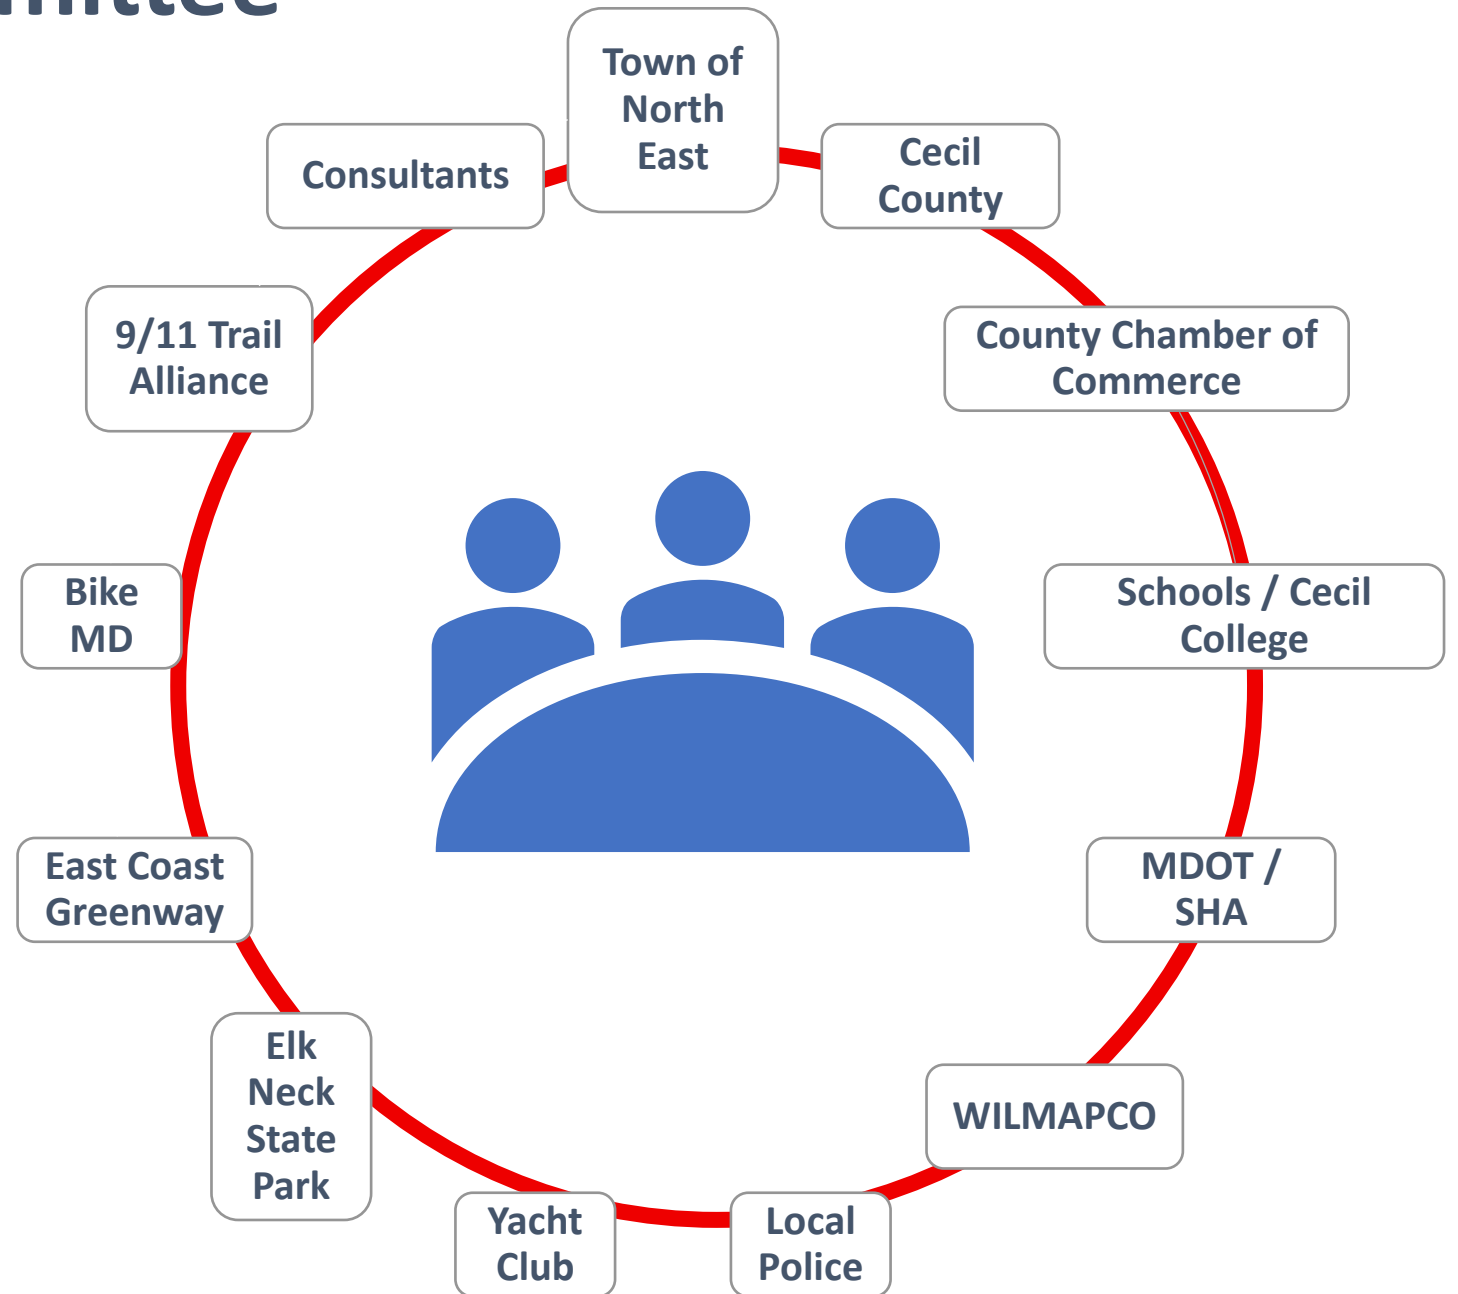 Town of
North
East
Cecil
County
County Chamber of
Commerce
Schools / Cecil
College
MDOT /
SHA
WILMAPCO
Local
Police
Yacht
Club
Elk
Neck
State
Park
East Coast
Greenway
Bike
MD
9/11 Trail
Alliance
Consultants